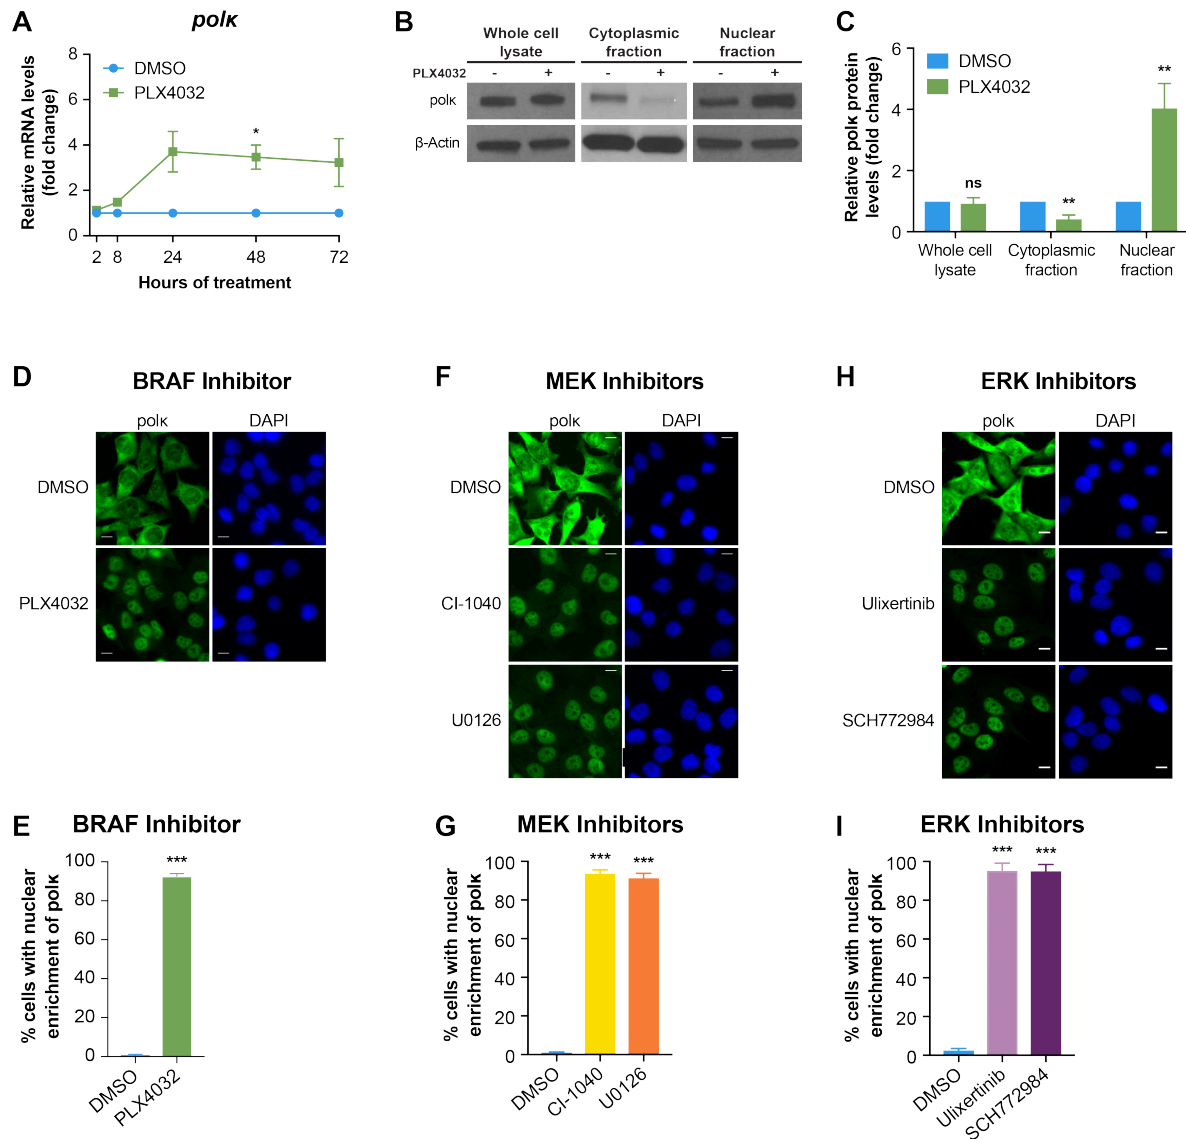 A
polκ
Relative mRNA levels
(fold change)
8
6
4
2
0
DMSO
PLX4032
*
2 8 24 48 72
Hours of treatment
B
Whole cell
lysate
Cytoplasmic
fraction
Nuclear
fraction
PLX4032 - + - + - +
polκ
β-Actin
C
Relative polκ protein
levels (fold change)
6
4
2
0
DMSO
PLX4032
ns
**
**
Whole cell
lysate
Cytoplasmic
fraction
Nuclear
fraction
D
BRAF Inhibitor
polκ DAPI
DMSO
PLX4032
F
MEK Inhibitors
polκ DAPI
DMSO
CI-1040
U0126
H
ERK Inhibitors
polκ DAPI
DMSO
Ulixertinib
SCH772984
E
BRAF Inhibitor
% cells with nuclear
enrichment of polκ
100
80
60
40
20
0
***
DMSO
PLX4032
G
MEK Inhibitors
% cells with nuclear
enrichment of polκ
100
80
60
40
20
0
***
***
DMSO
CI-1040
U0126
I
ERK Inhibitors
% cells with nuclear
enrichment of polκ
100
80
60
40
20
0
***
***
DMSO
Ulixertinib
SCH772984